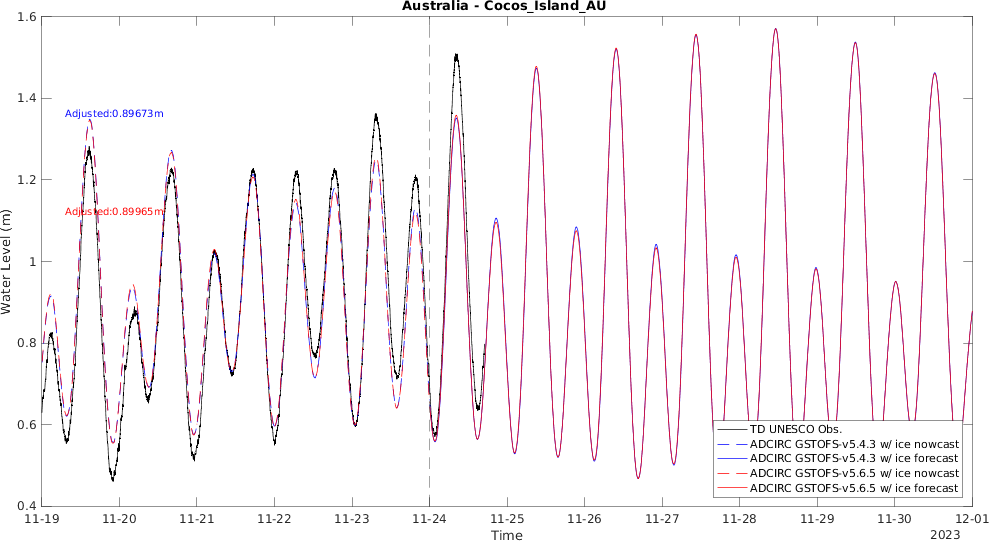 Australia - Cocos_Island_AU
1.6
1.4
1.2
1
0.8
0.6
0.4
Water Level (m)
Adjusted:0.89673m
Adjusted:0.89965m
TD UNESCO Obs.
ADCIRC GSTOFS-v5.4.3 w/ ice nowcast
ADCIRC GSTOFS-v5.4.3 w/ ice forecast
ADCIRC GSTOFS-v5.6.5 w/ ice nowcast
ADCIRC GSTOFS-v5.6.5 w/ ice forecast
11-19 11-20 11-21 11-22 11-23 11-24 11-25 11-26 11-27 11-28 11-29 11-30 12-01
Time
2023